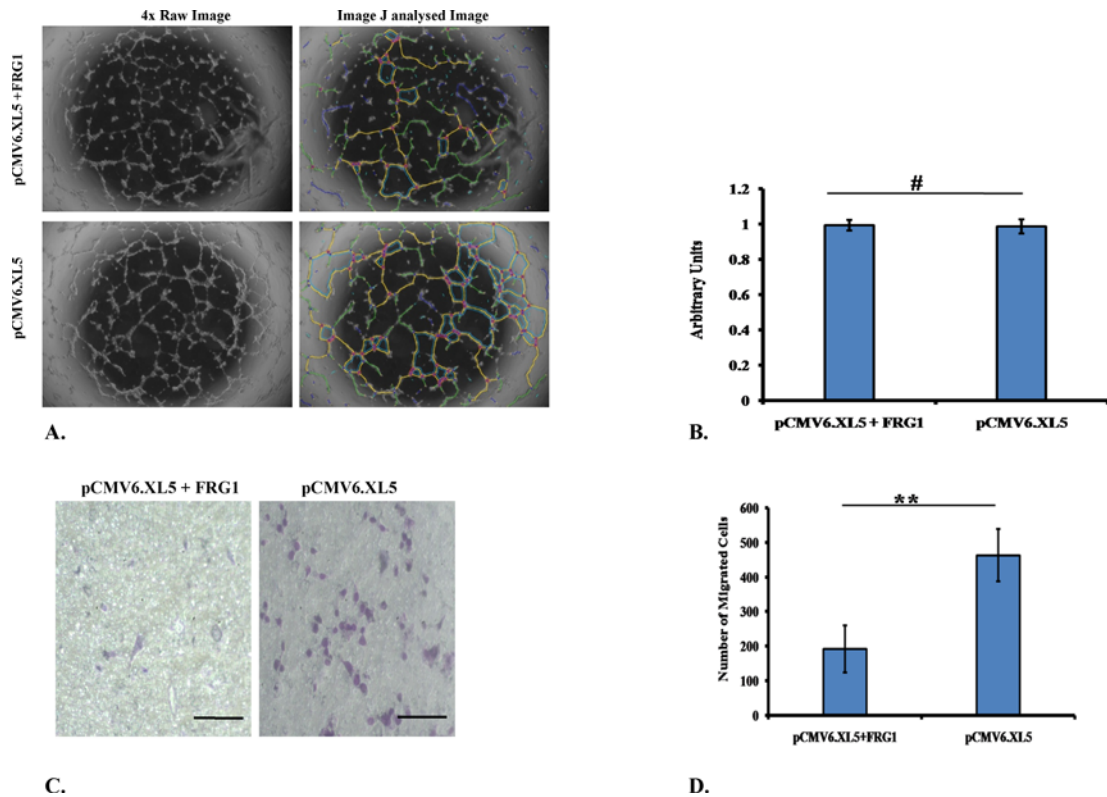 4x Raw Image
Image J analysed Image
pCMV6.XL5 +FRG1
pCMV6.XL5
A.
#
1.2
1
0.8
0.6
0.4
0.2
0
Arbitrary Units
pCMV6.XL5 + FRG1
pCMV6.XL5
B.
pCMV6.XL5 + FRG1
pCMV6.XL5
C.
**
600
500
400
300
200
100
0
Number of Migrated Cells
pCMV6.XL5+FRG1
pCMV6.XL5
D.